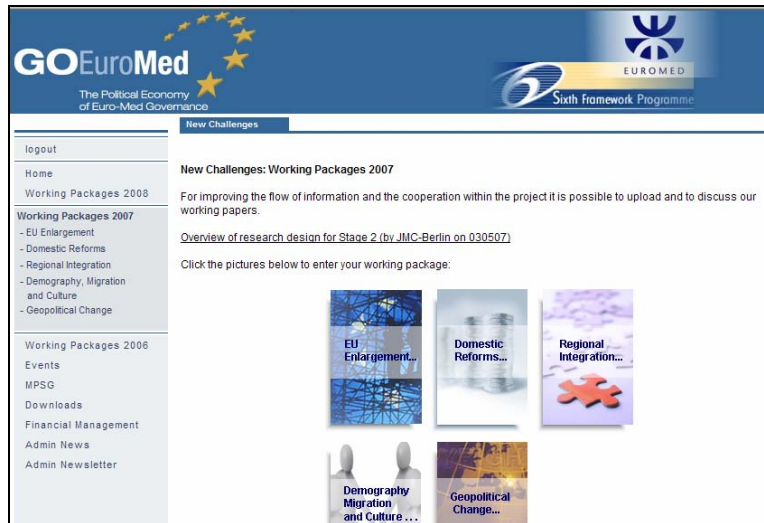 GOEuroMed
The Political Economy
of Euro-Med Governance
EUROMED
6
Sixth Framework Programme
New Challenges
logout
Home
Working Packages 2008
Working Packages 2007
- EU Enlargement
- Domestic Reforms
- Regional Integration
- Demography, Migration
and Culture
- Geopolitical Change
Working Packages 2006
Events
MPSG
Downloads
Financial Management
Admin News
Admin Newsletter
New Challenges: Working Packages 2007
For improving the flow of information and the cooperation within the project it is possible to upload and to discuss our
working papers.
Overview of research design for Stage 2 (by JMC-Berlin on 030507)
Click the pictures below to enter your working package:
EU
Enlargement...
Domestic
Reforms...
Regional
Integration...
Demography
Migration
and Culture ...
Geopolitical
Change...